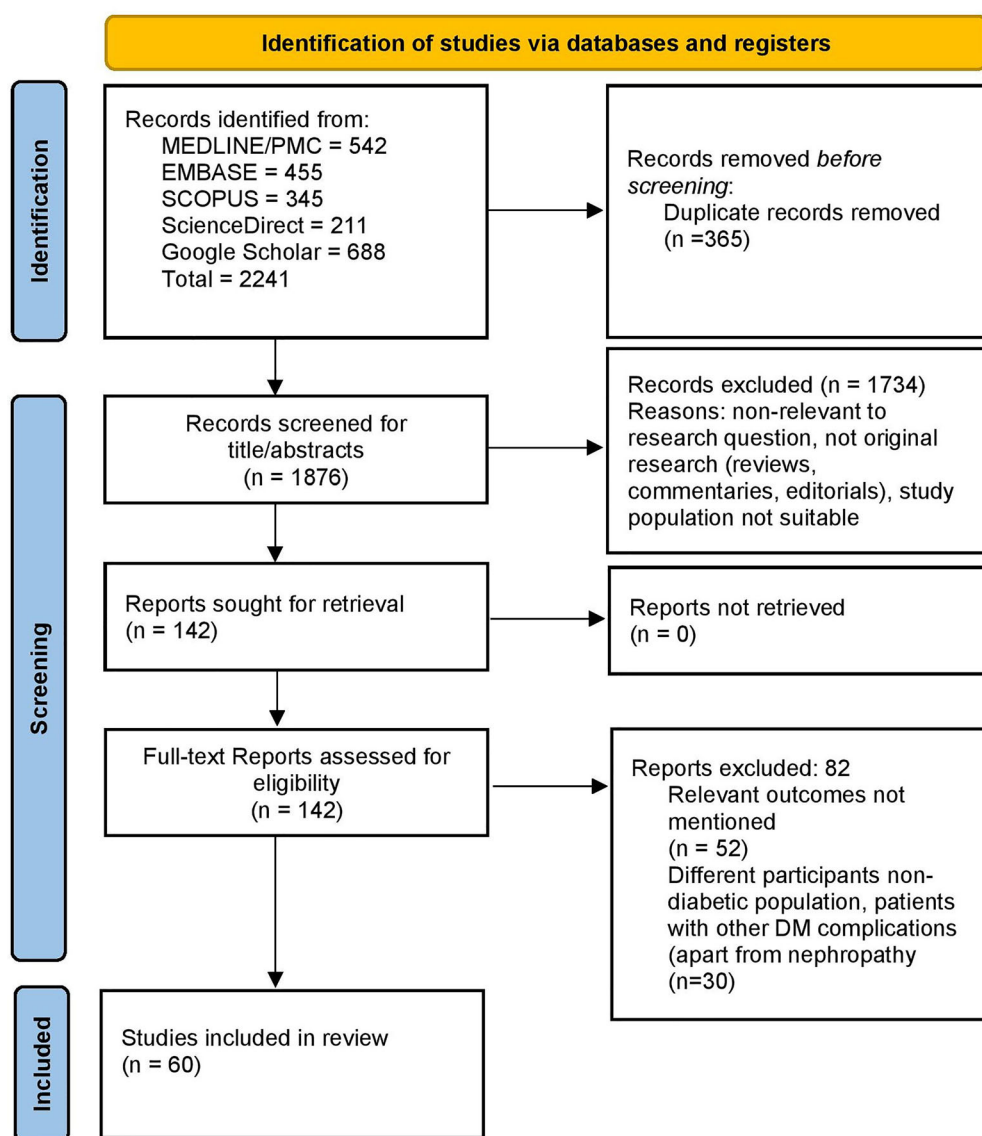 Identification of studies via databases and registers
Identification
Records identified from:
MEDLINE/PMC = 542
EMBASE = 455
SCOPUS = 345
ScienceDirect = 211
Google Scholar = 688
Total = 2241
Records removed before
screening:
Duplicate records removed
(n =365)
Screening
Records screened for
title/abstracts
(n = 1876)
Records excluded (n = 1734)
Reasons: non-relevant to
research question, not original
research (reviews,
commentaries, editorials), study
population not suitable
Reports sought for retrieval
(n = 142)
Reports not retrieved
(n = 0)
Full-text Reports assessed for
eligibility
(n = 142)
Reports excluded: 82
Relevant outcomes not
mentioned
(n = 52)
Different participants non-
diabetic population, patients
with other DM complications
(apart from nephropathy
(n=30)
Included
Studies included in review
(n = 60)